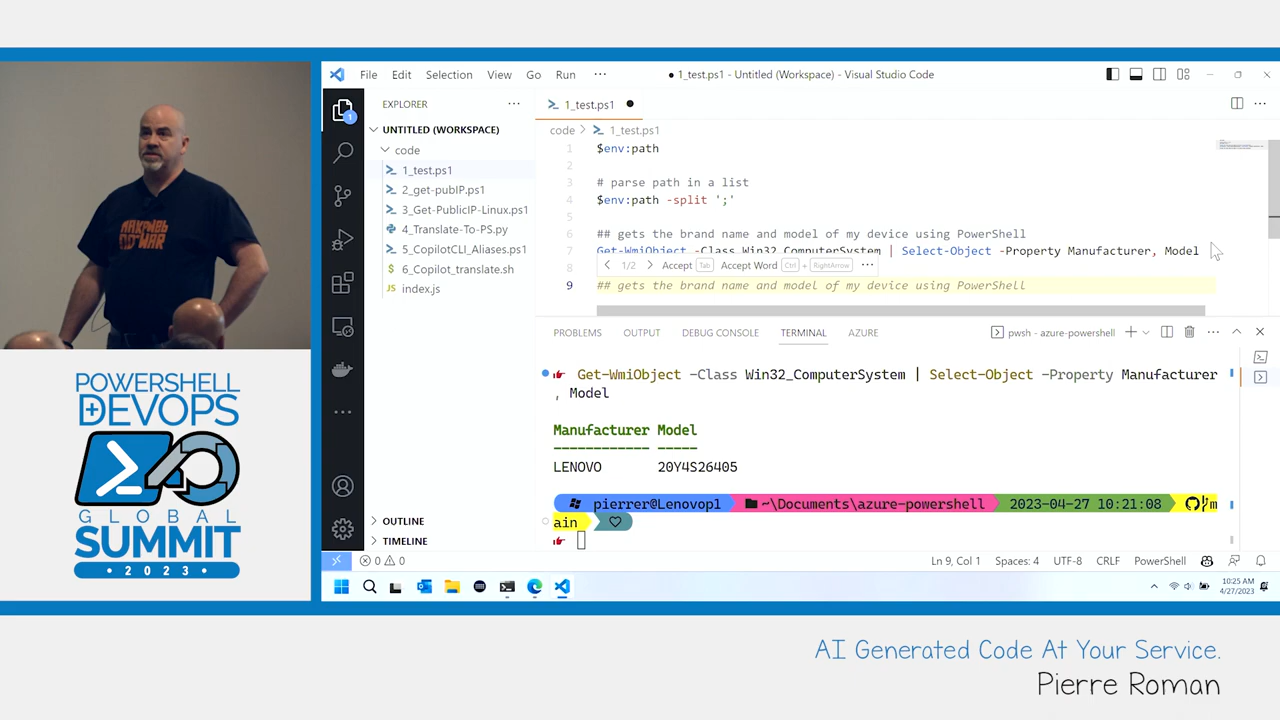 File Edit Selection View Go Run ···
● 1_test.ps1 - Untitled (Workspace) - Visual Studio Code
EXPLORER ···
1
UNTITLED (WORKSPACE)
code
1_test.ps1
2_get-pubIP.ps1
3_Get-PublicIP-Linux.ps1
4_Translate-To-PS.py
5_CopilotCLI_Aliases.ps1
6_Copilot_translate.sh
JS index.js
OUTLINE
TIMELINE
1_test.ps1 ●
code > 1_test.ps1
1 $env:path
2
3 # parse path in a list
4 $env:path -split ';'
5
6 ## gets the brand name and model of my device using PowerShell
7 Get-WmiObject -Class Win32_ComputerSystem | Select-Object -Property Manufacturer, Model
8
< 1/2 > Accept Tab Accept Word Ctrl + RightArrow ···
9 ## gets the brand name and model of my device using PowerShell
PROBLEMS OUTPUT DEBUG CONSOLE TERMINAL AZURE
pwsh - azure-powershell
Get-WmiObject -Class Win32_ComputerSystem | Select-Object -Property Manufacturer
, Model
Manufacturer Model
------------ -----
LENOVO 20Y4S26405
pierrer@Lenovop1 ~\Documents\azure-powershell 2023-04-27 10:21:08 m
ain
0 0
Ln 9, Col 1 Spaces: 4 UTF-8 CRLF PowerShell
10:25 AM
4/27/2023
POWERSHELL
+DEVOPS
GLOBAL
SUMMIT
• 2023 •
AI Generated Code At Your Service.
Pierre Roman